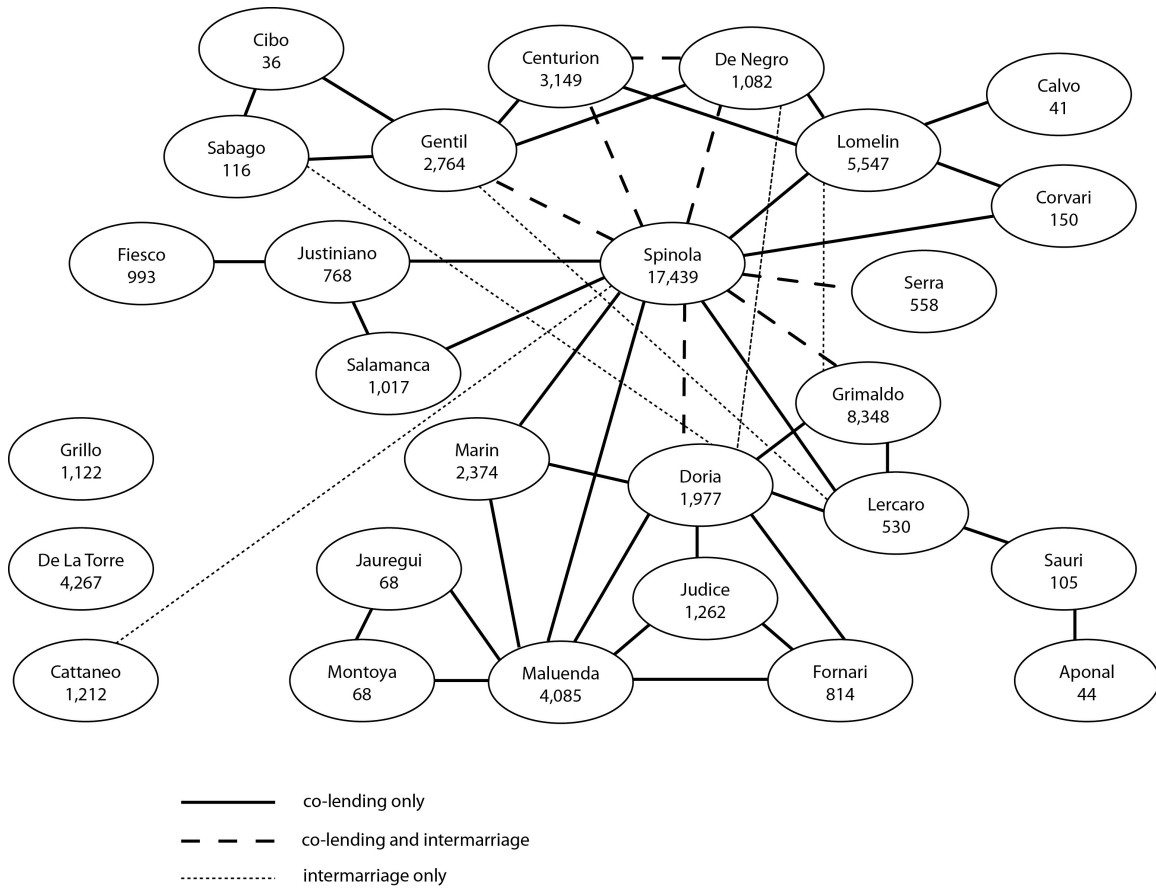 Cibo
36
Centurion
3,149
De Negro
1,082
Calvo
41
Sabago
116
Gentil
2,764
Lomelin
5,547
Corvari
150
Fiesco
993
Justiniano
768
Spinola
17,439
Serra
558
Salamanca
1,017
Grimaldo
8,348
Grillo
1,122
Marin
2,374
Doria
1,977
Lercaro
530
De La Torre
4,267
Jauregui
68
Judice
1,262
Sauri
105
Cattaneo
1,212
Montoya
68
Maluenda
4,085
Fornari
814
Aponal
44
co-lending only
co-lending and intermarriage
intermarriage only